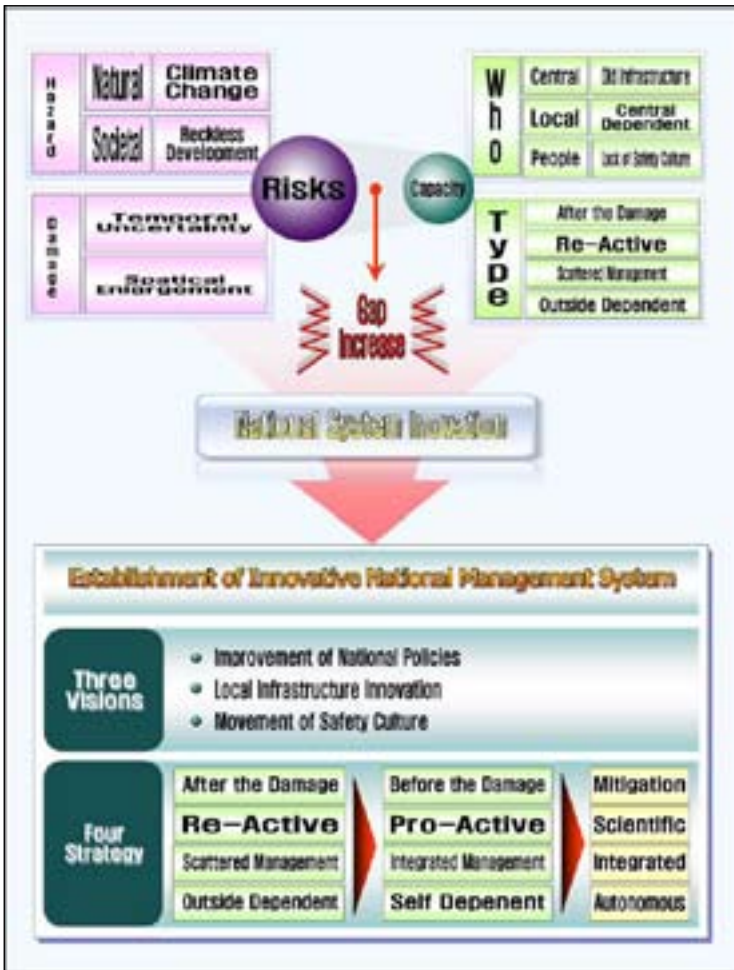 Hazard
Natural
Climate
Change
Societal
Reckless
Development
Damage
Temporal
Uncertainty
Spatical
Enlargement
Risks
Capacity
Who
Central
Old Infrastructure
Local
Central
Dependent
People
Lack of Safety Culture
Type
After the Damage
Re-Active
Scattered Management
Outside Dependent
Gap
Increase
National System Inovation
Establishment of Innovative National Management System
Three
Visions
Improvement of National Policies
Local Infrastructure Innovation
Movement of Safety Culture
Four
Strategy
After the Damage
Before the Damage
Mitigation
Re-Active
Pro-Active
Scientific
Scattered Management
Integrated Management
Integrated
Outside Dependent
Self Depenent
Autonomous